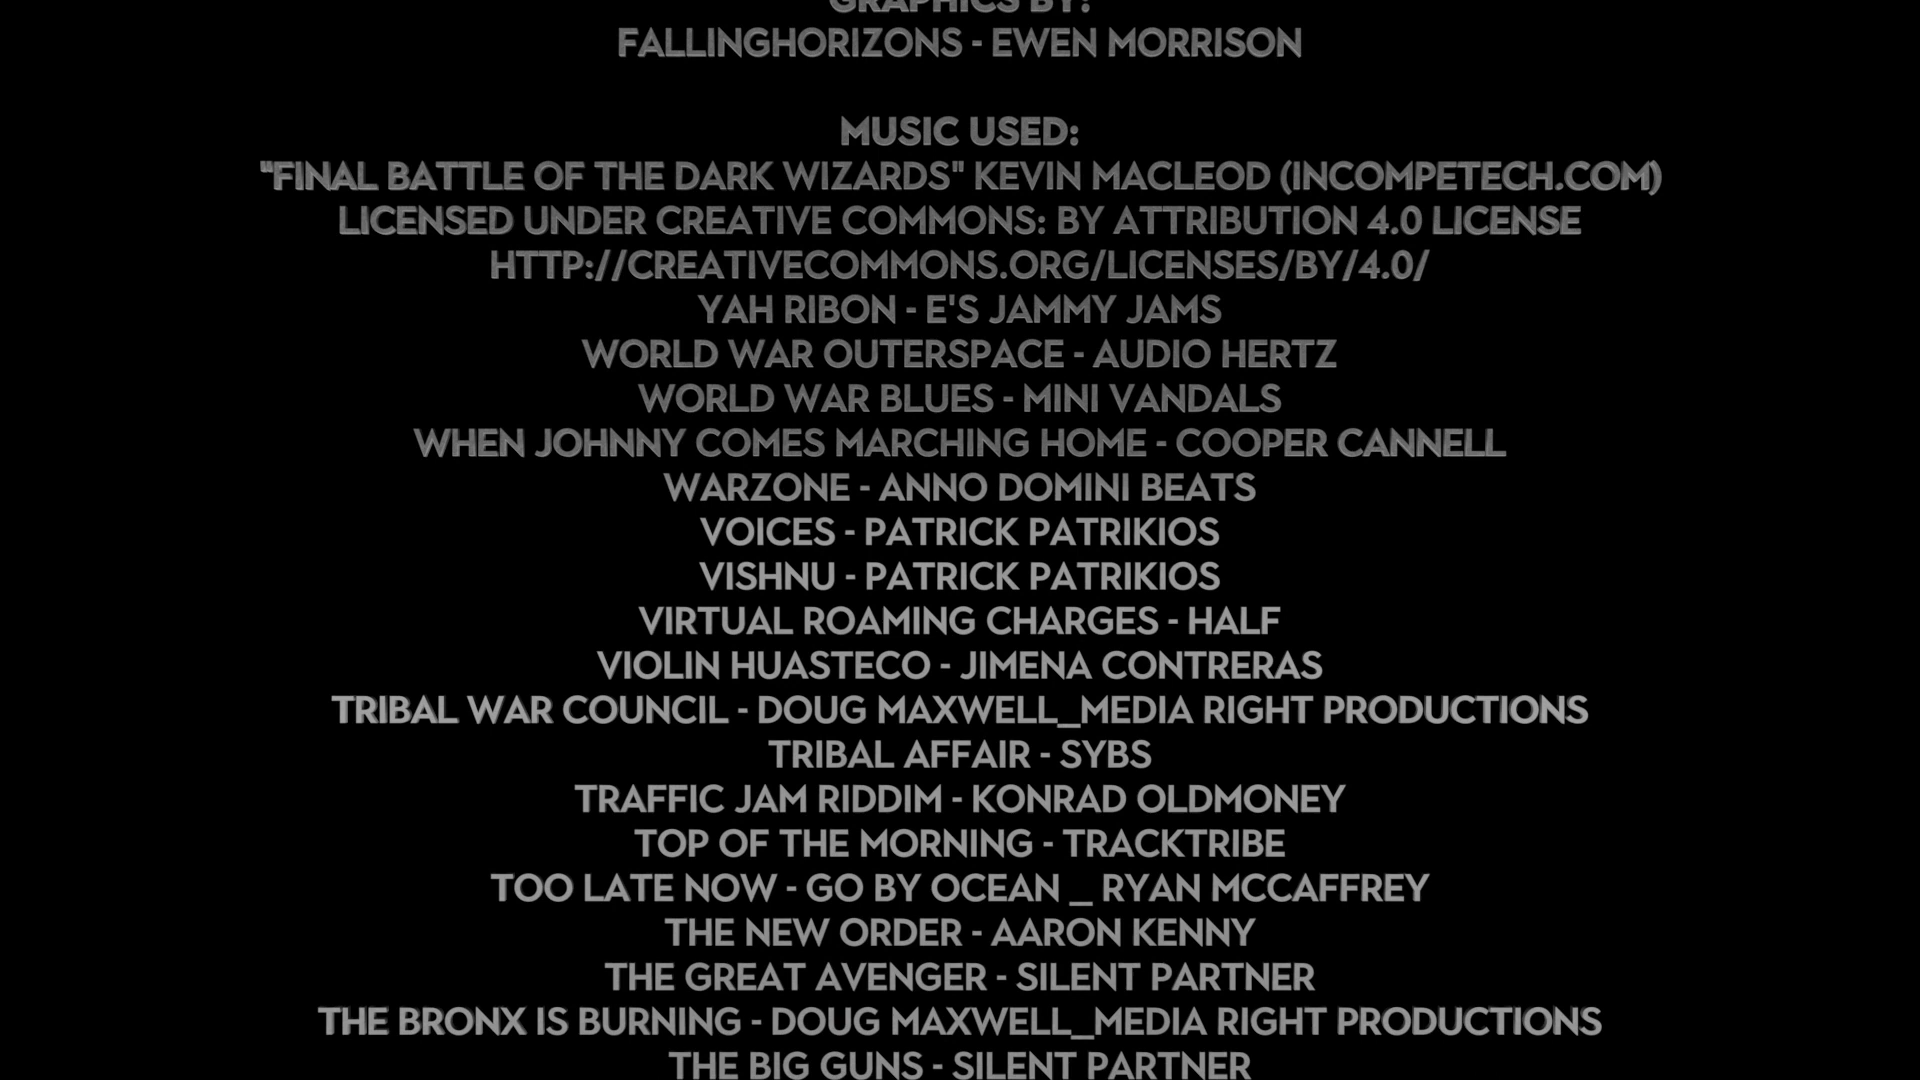 GRAPHICS BY:
FALLINGHORIZONS - EWEN MORRISON
MUSIC USED:
"FINAL BATTLE OF THE DARK WIZARDS" KEVIN MACLEOD (INCOMPETECH.COM)
LICENSED UNDER CREATIVE COMMONS: BY ATTRIBUTION 4.0 LICENSE
HTTP://CREATIVECOMMONS.ORG/LICENSES/BY/4.0/
YAH RIBON - E'S JAMMY JAMS
WORLD WAR OUTERSPACE - AUDIO HERTZ
WORLD WAR BLUES - MINI VANDALS
WHEN JOHNNY COMES MARCHING HOME - COOPER CANNELL
WARZONE - ANNO DOMINI BEATS
VOICES - PATRICK PATRIKIOS
VISHNU - PATRICK PATRIKIOS
VIRTUAL ROAMING CHARGES - HALF
VIOLIN HUASTECO - JIMENA CONTRERAS
TRIBAL WAR COUNCIL - DOUG MAXWELL_MEDIA RIGHT PRODUCTIONS
TRIBAL AFFAIR - SYBS
TRAFFIC JAM RIDDIM - KONRAD OLDMONEY
TOP OF THE MORNING - TRACKTRIBE
TOO LATE NOW - GO BY OCEAN _ RYAN MCCAFFREY
THE NEW ORDER - AARON KENNY
THE GREAT AVENGER - SILENT PARTNER
THE BRONX IS BURNING - DOUG MAXWELL_MEDIA RIGHT PRODUCTIONS
THE BIG GUNS - SILENT PARTNER